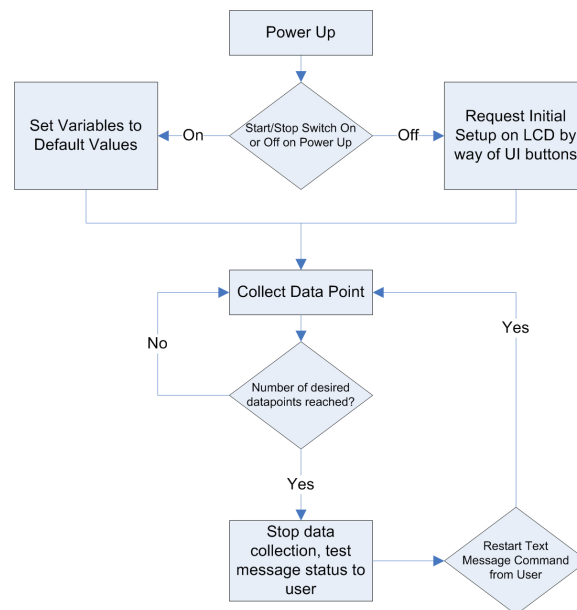 Power Up
Set Variables to
Default Values
On
Start/Stop Switch On
or Off on Power Up
Off
Request Initial
Setup on LCD by
way of UI buttons
Collect Data Point
No
Yes
Number of desired
datapoints reached?
Yes
Stop data
collection, test
message status to
user
Restart Text
Message Command
from User